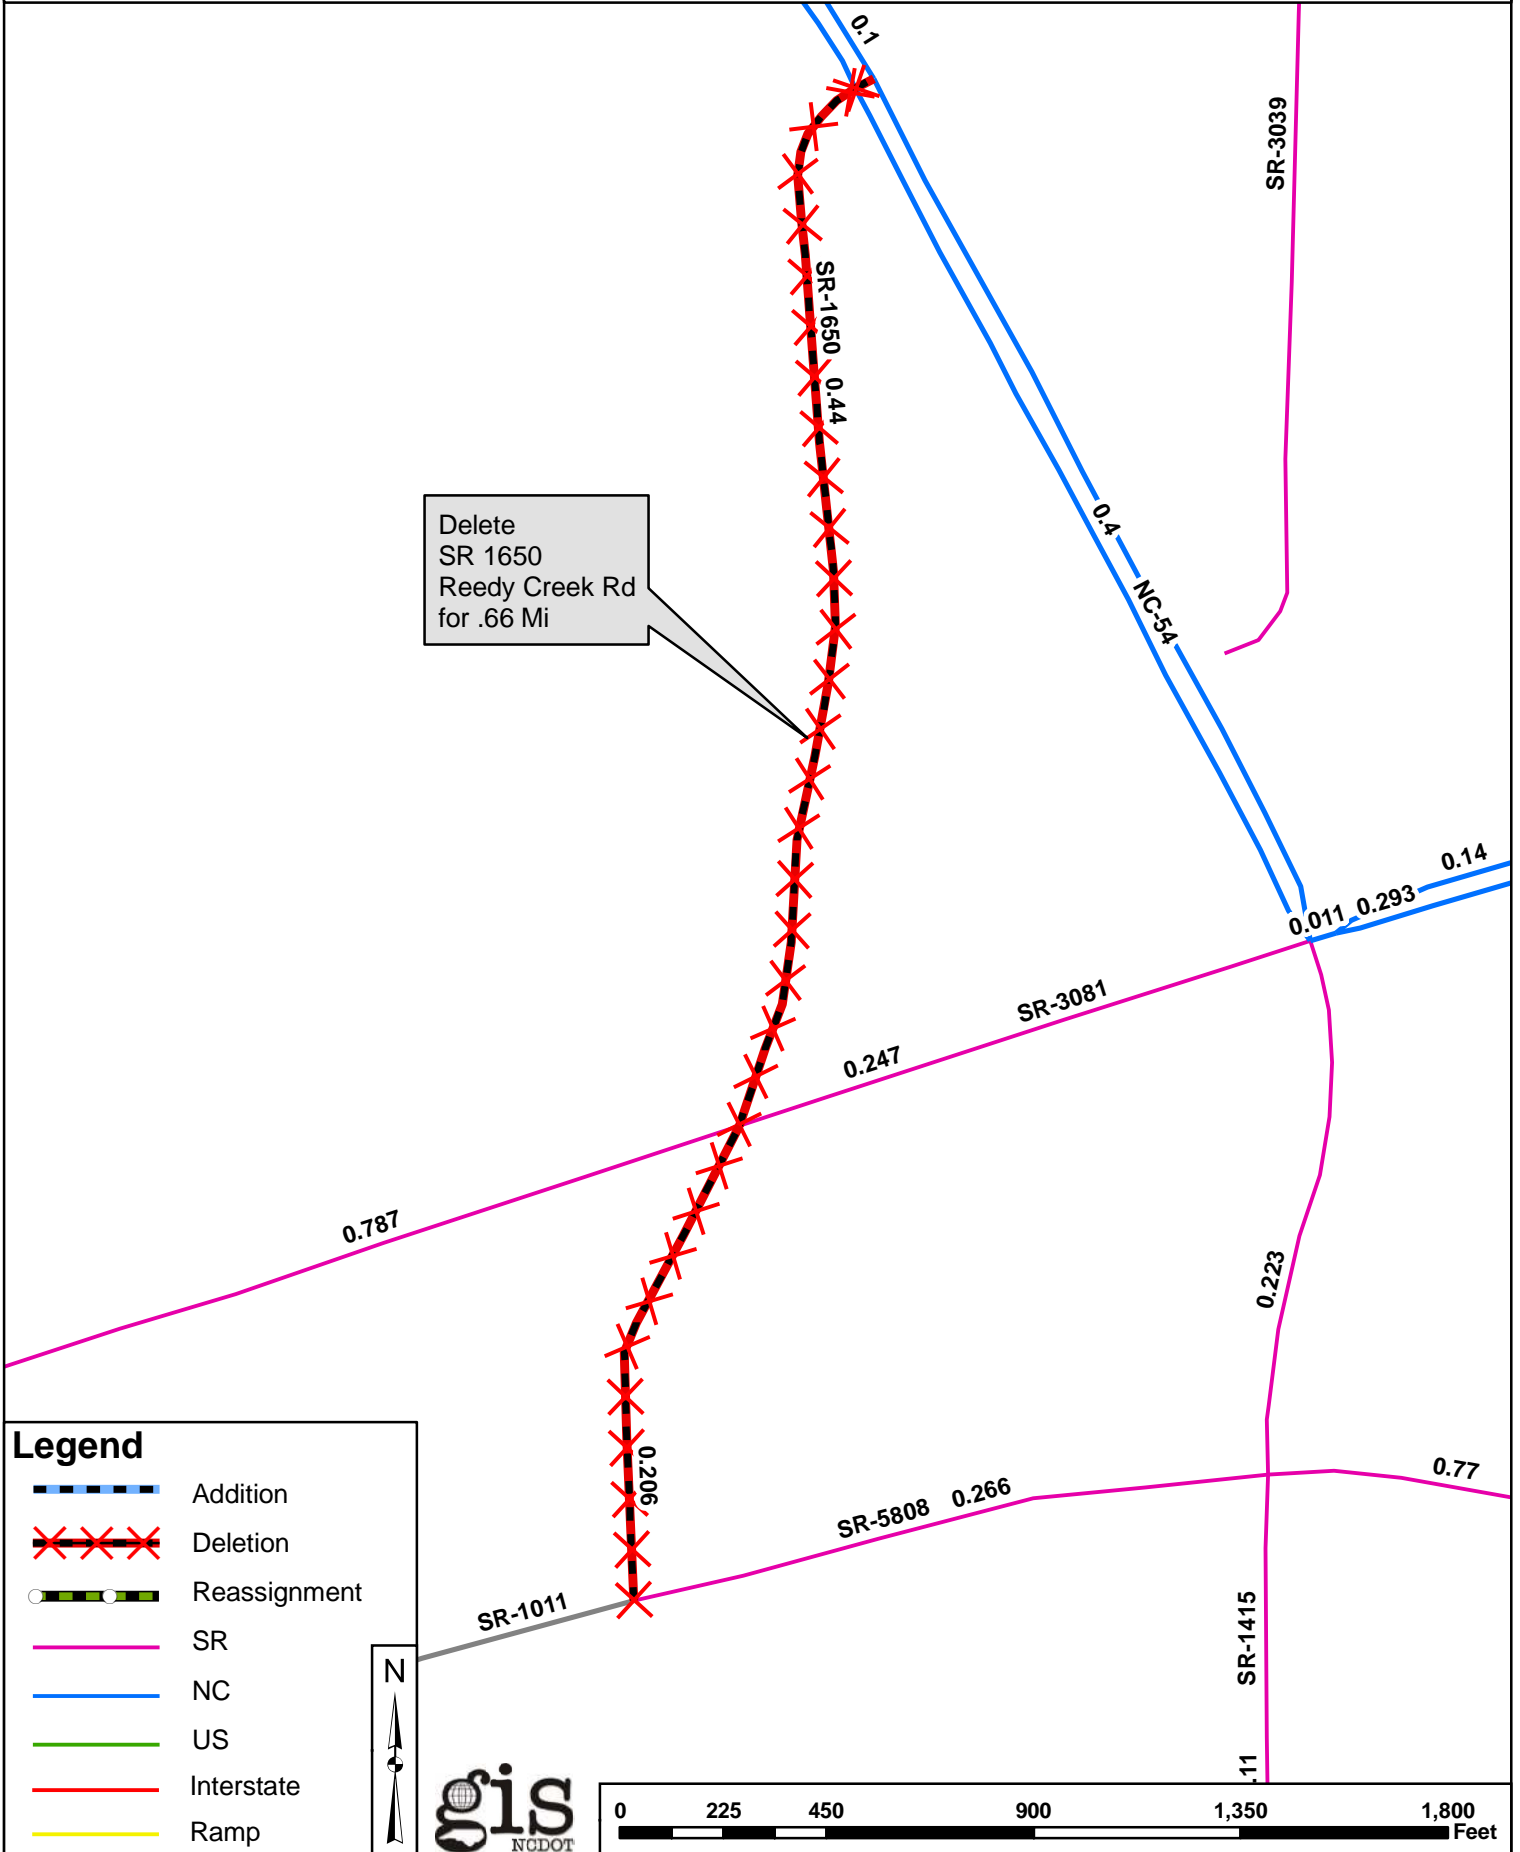 0.1
SR-3039
SR-1650
0.44
0.4
NC-54
Delete
SR 1650
Reedy Creek Rd
for .66 Mi
0.14
0.293
0.011
SR-3081
0.247
0.787
0.223
0.206
0.77
SR-5808
0.266
SR-1011
SR-1415
.11
Legend
Addition
Deletion
Reassignment
SR
NC
US
Interstate
Ramp
N
gis
NCDOT
0 225 450 900 1,350 1,800
Feet